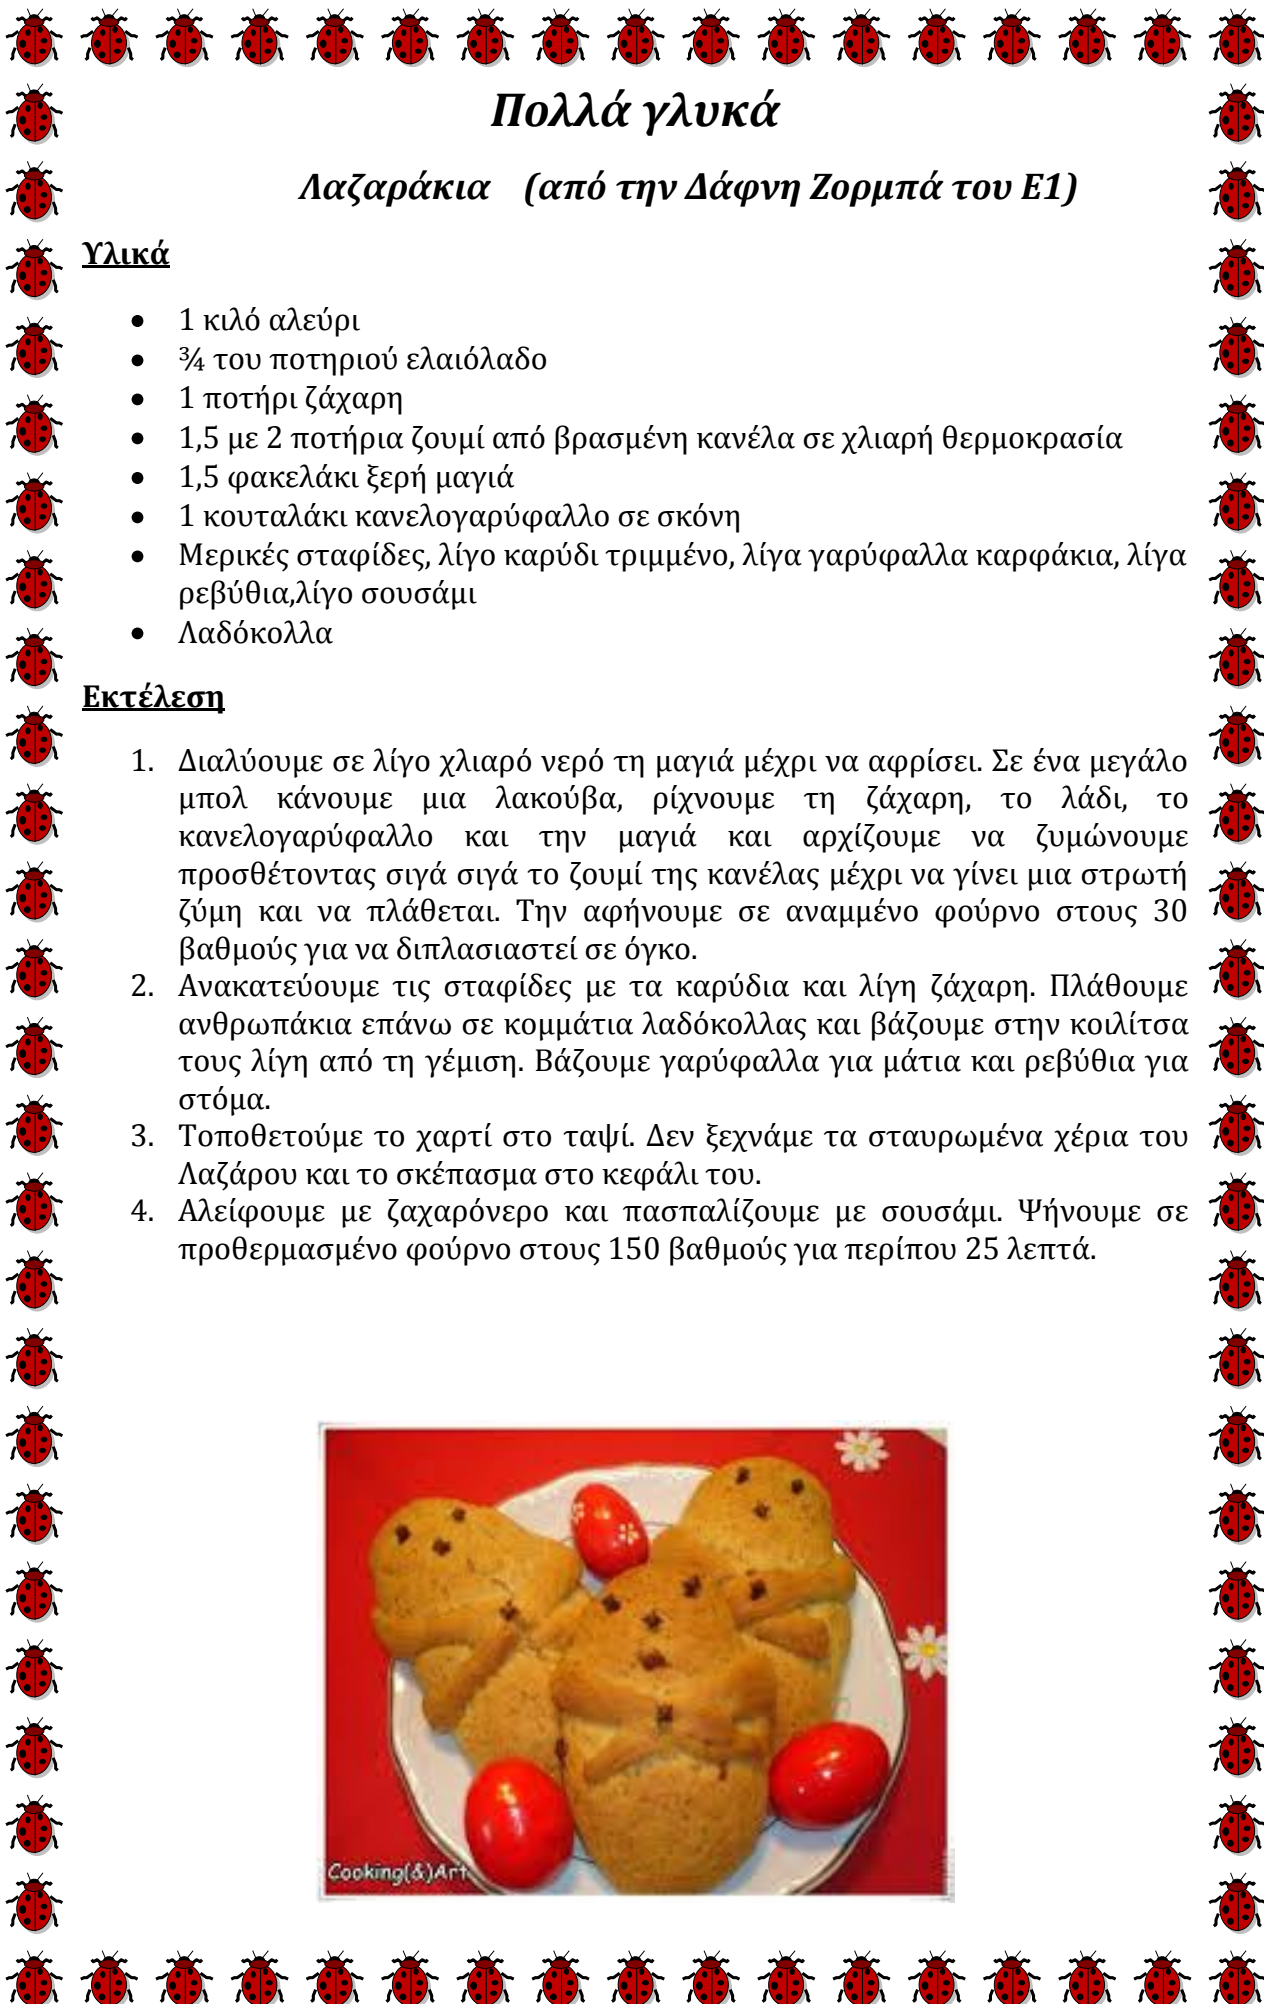 Πολλά γλυκά
Λαζαράκια (από την Δάφνη Ζορμπά του Ε1)
Υλικά
• 1 κιλό αλεύρι
• ¾ του ποτηριού ελαιόλαδο
• 1 ποτήρι ζάχαρη
• 1,5 με 2 ποτήρια ζουμί από βρασμένη κανέλα σε χλιαρή θερμοκρασία
• 1,5 φακελάκι ξερή μαγιά
• 1 κουταλάκι κανελογαρύφαλλο σε σκόνη
• Μερικές σταφίδες, λίγο καρύδι τριμμένο, λίγα γαρύφαλλα καρφάκια, λίγα
ρεβύθια,λίγο σουσάμι
• Λαδόκολλα
Εκτέλεση
1. Διαλύουμε σε λίγο χλιαρό νερό τη μαγιά μέχρι να αφρίσει. Σε ένα μεγάλο
μπολ κάνουμε μια λακούβα, ρίχνουμε τη ζάχαρη, το λάδι, το
κανελογαρύφαλλο και την μαγιά και αρχίζουμε να ζυμώνουμε
προσθέτοντας σιγά σιγά το ζουμί της κανέλας μέχρι να γίνει μια στρωτή
ζύμη και να πλάθεται. Την αφήνουμε σε αναμμένο φούρνο στους 30
βαθμούς για να διπλασιαστεί σε όγκο.
2. Ανακατεύουμε τις σταφίδες με τα καρύδια και λίγη ζάχαρη. Πλάθουμε
ανθρωπάκια επάνω σε κομμάτια λαδόκολλας και βάζουμε στην κοιλίτσα
τους λίγη από τη γέμιση. Βάζουμε γαρύφαλλα για μάτια και ρεβύθια για
στόμα.
3. Τοποθετούμε το χαρτί στο ταψί. Δεν ξεχνάμε τα σταυρωμένα χέρια του
Λαζάρου και το σκέπασμα στο κεφάλι του.
4. Αλείφουμε με ζαχαρόνερο και πασπαλίζουμε με σουσάμι. Ψήνουμε σε
προθερμασμένο φούρνο στους 150 βαθμούς για περίπου 25 λεπτά.
Cooking(&)Art